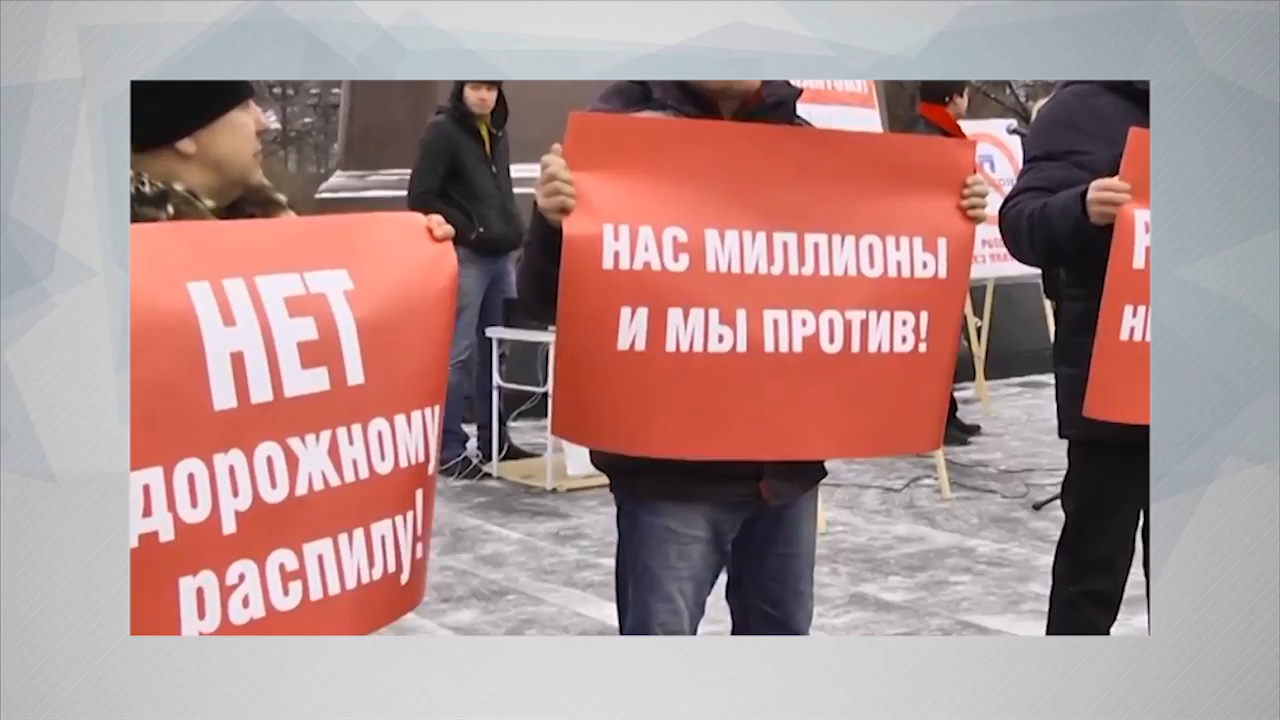 НЕТ
дорожному
распилу!
НАС МИЛЛИОНЫ
И МЫ ПРОТИВ!